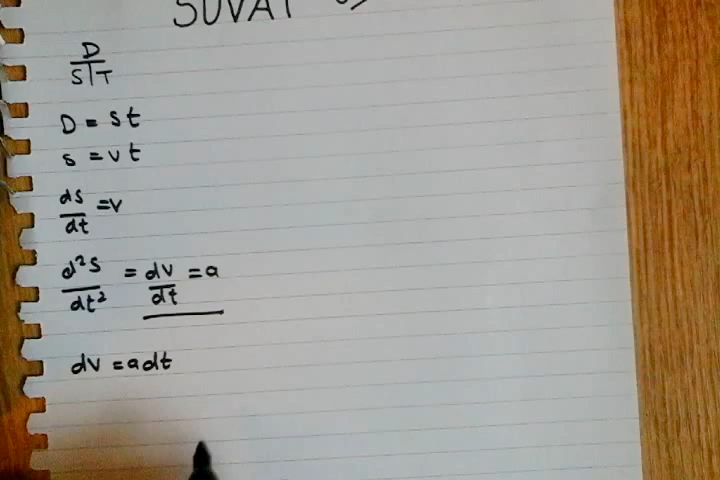 SUVAT
D
S|T
D = st
s = vt
ds/dt = v
d²s/dt² = dv/dt = a
dv = adt